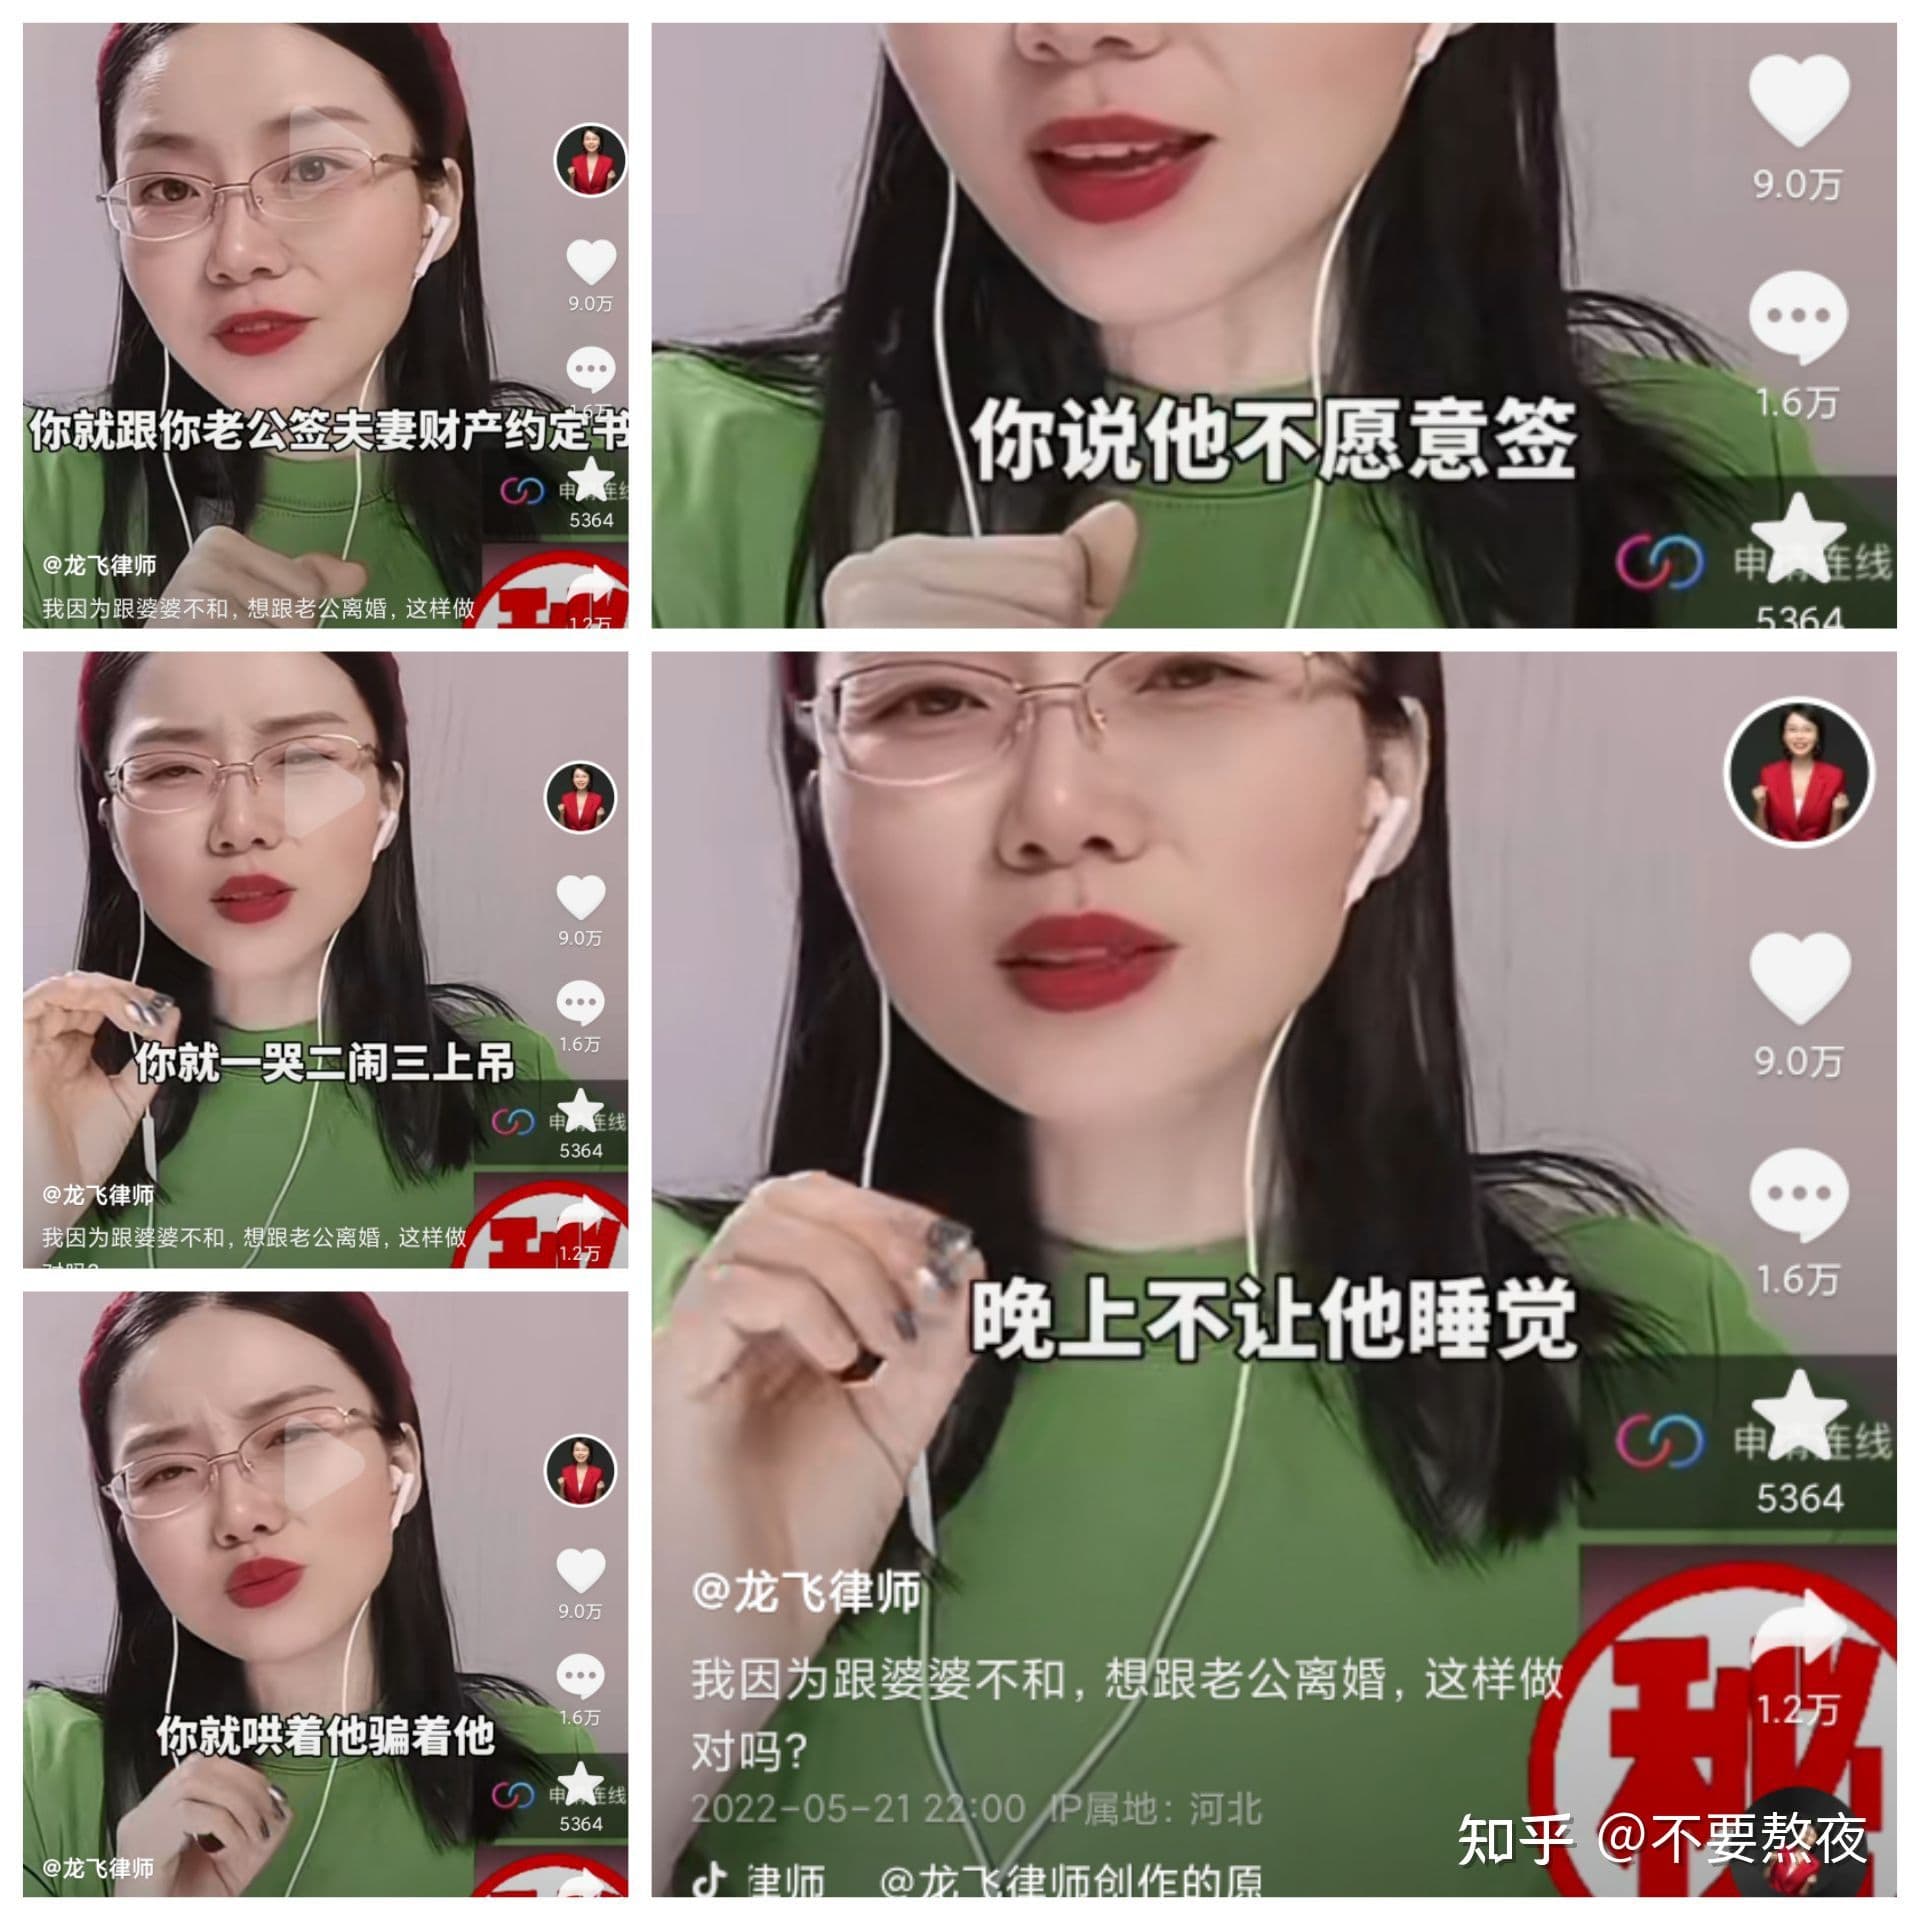 9.0万
1.6万
你就跟你老公签夫妻财产约定书
5364
@龙飞律师
我因为跟婆婆不和，想跟老公离婚，这样做
1.2万
9.0万
1.6万
你说他不愿意签
申请连线
5364
9.0万
1.6万
你就一哭二闹三上吊
申请连线
5364
@龙飞律师
我因为跟婆婆不和，想跟老公离婚，这样做
对吗？
1.2万
9.0万
1.6万
你就哄着他骗着他
申请连线
5364
@龙飞律师
9.0万
1.6万
晚上不让他睡觉
申请连线
5364
@龙飞律师
我因为跟婆婆不和，想跟老公离婚，这样做
对吗？
1.2万
2022-05-21 22:00 IP属地：河北
律师 @龙飞律师创作的原
知乎 @不要熬夜